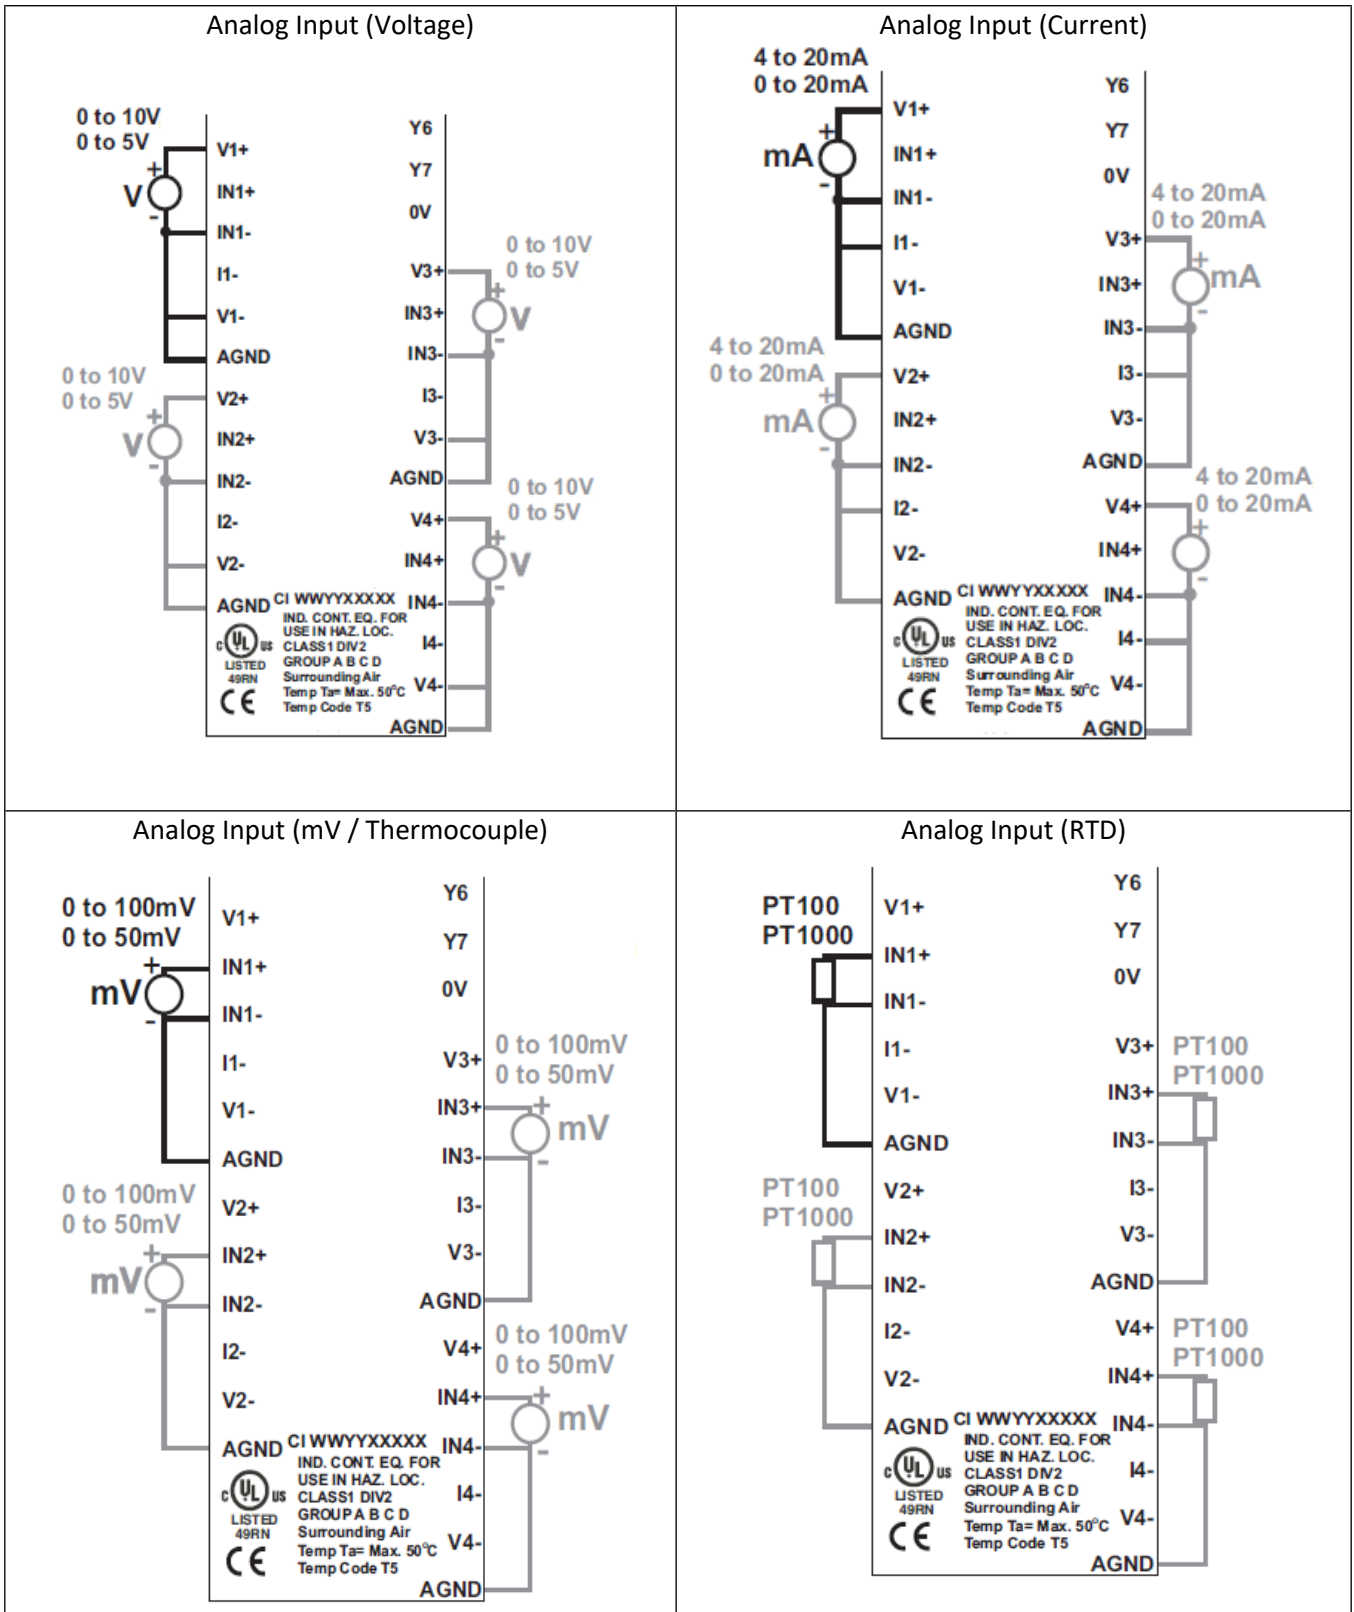 Analog Input (Voltage)
0 to 10V
0 to 5V
+
V
-
V1+
IN1+
IN1-
I1-
V1-
AGND
0 to 10V
0 to 5V
+
V
-
V2+
IN2+
IN2-
I2-
V2-
AGND
Y6
Y7
0V
0 to 10V
0 to 5V
V3+
+
IN3+
V
-
IN3-
I3-
V3-
AGND
0 to 10V
0 to 5V
V4+
+
IN4+
V
-
IN4-
I4-
V4-
AGND
CI WWYYXXXXX
IND. CONT. EQ. FOR
USE IN HAZ. LOC.
CLASS1 DIV2
GROUP A B C D
Surrounding Air
Temp Ta= Max. 50°C
Temp Code T5
C UL US
LISTED
49RN
CE
Analog Input (Current)
4 to 20mA
0 to 20mA
+
mA
-
V1+
IN1+
IN1-
I1-
V1-
AGND
4 to 20mA
0 to 20mA
+
mA
-
V2+
IN2+
IN2-
I2-
V2-
AGND
Y6
Y7
0V
4 to 20mA
0 to 20mA
V3+
+
IN3+
mA
-
IN3-
I3-
V3-
AGND
4 to 20mA
0 to 20mA
V4+
+
IN4+
-
IN4-
I4-
V4-
AGND
CI WWYYXXXXX
IND. CONT. EQ. FOR
USE IN HAZ. LOC.
CLASS1 DIV2
GROUP A B C D
Surrounding Air
Temp Ta= Max. 50°C
Temp Code T5
C UL US
LISTED
49RN
CE
Analog Input (mV / Thermocouple)
0 to 100mV
0 to 50mV
+
mV
-
V1+
IN1+
IN1-
I1-
V1-
AGND
0 to 100mV
0 to 50mV
+
mV
-
V2+
IN2+
IN2-
I2-
V2-
AGND
Y6
Y7
0V
0 to 100mV
0 to 50mV
V3+
IN3+
+
mV
IN3-
-
I3-
V3-
AGND
0 to 100mV
0 to 50mV
V4+
IN4+
+
mV
IN4-
-
I4-
V4-
AGND
CI WWYYXXXXX
IND. CONT. EQ. FOR
USE IN HAZ. LOC.
CLASS1 DIV2
GROUP A B C D
Surrounding Air
Temp Ta= Max. 50°C
Temp Code T5
C UL US
LISTED
49RN
CE
Analog Input (RTD)
PT100
PT1000
V1+
IN1+
IN1-
I1-
V1-
AGND
PT100
PT1000
V2+
IN2+
IN2-
I2-
V2-
AGND
Y6
Y7
0V
V3+
PT100
PT1000
IN3+
IN3-
I3-
V3-
AGND
V4+
PT100
PT1000
IN4+
IN4-
I4-
V4-
AGND
CI WWYYXXXXX
IND. CONT. EQ. FOR
USE IN HAZ. LOC.
CLASS1 DIV2
GROUP A B C D
Surrounding Air
Temp Ta= Max. 50°C
Temp Code T5
C UL US
LISTED
49RN
CE